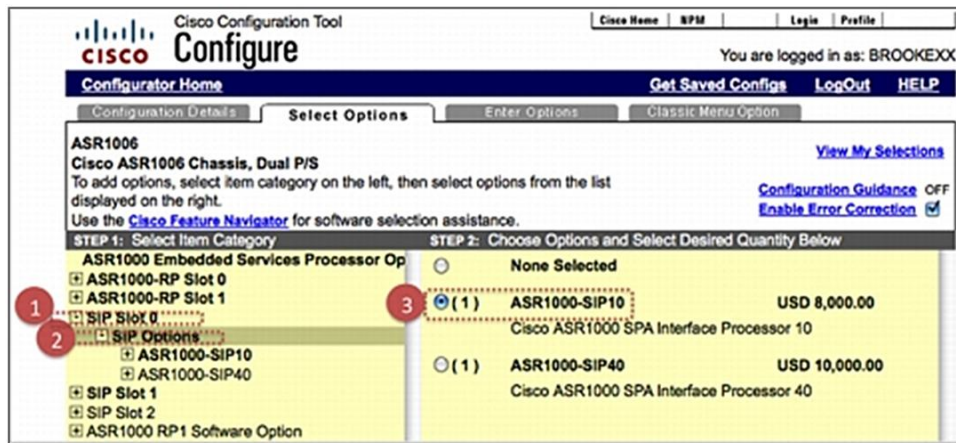 Cisco Home | NPM | Login | Profile
CISCO
Cisco Configuration Tool
Configure
You are logged in as: BROOKEXX
Configurator Home Get Saved Configs LogOut HELP
Configuration Details Select Options Enter Options Classic Menu Option
ASR1006
Cisco ASR1006 Chassis, Dual P/S
To add options, select item category on the left, then select options from the list
displayed on the right.
Use the Cisco Feature Navigator for software selection assistance.
View My Selections
Configuration Guidance OFF
Enable Error Correction
STEP 1: Select Item Category
ASR1000 Embedded Services Processor Op
ASR1000-RP Slot 0
ASR1000-RP Slot 1
1 SIP Slot 0
2 SIP Options
ASR1000-SIP10
ASR1000-SIP40
SIP Slot 1
SIP Slot 2
ASR1000 RP1 Software Option
STEP 2: Choose Options and Select Desired Quantity Below
None Selected
3 (1) ASR1000-SIP10 USD 8,000.00
Cisco ASR1000 SPA Interface Processor 10
(1) ASR1000-SIP40 USD 10,000.00
Cisco ASR1000 SPA Interface Processor 40